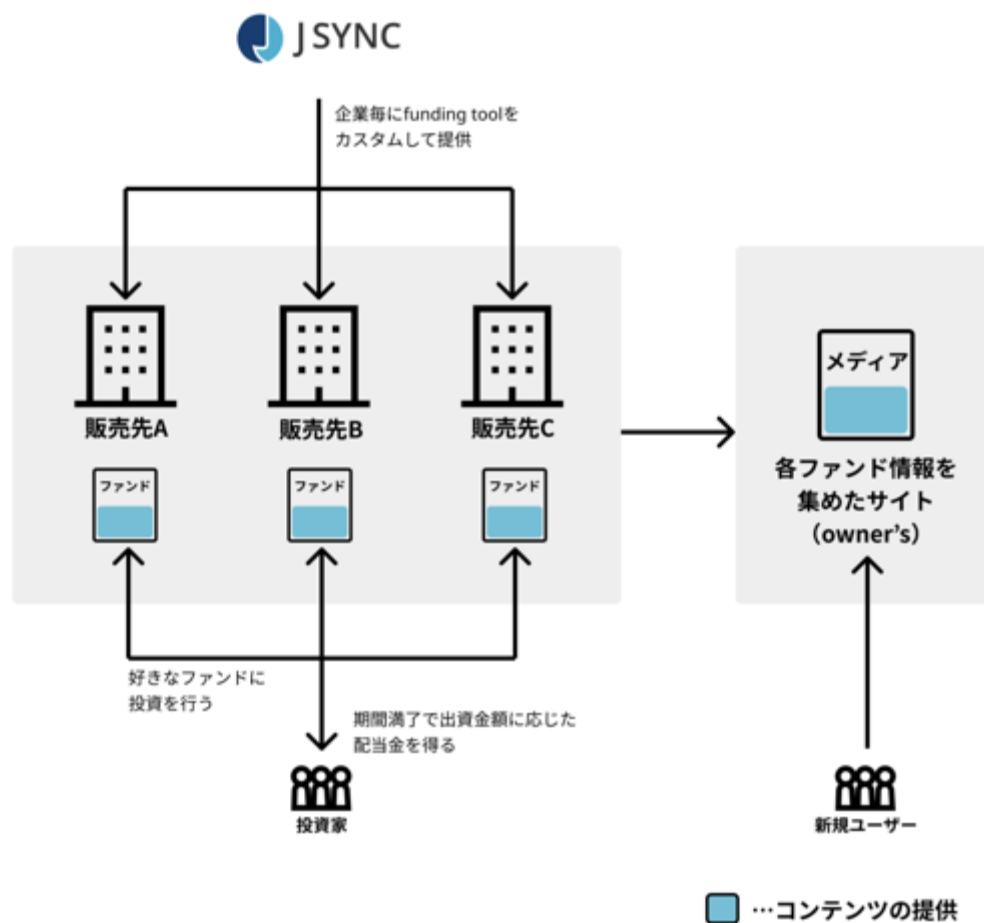 J SYNC
企業毎にfunding toolを
カスタムして提供
販売先A
販売先B
販売先C
ファンド
ファンド
ファンド
メディア
各ファンド情報を
集めたサイト
（owner's）
好きなファンドに
投資を行う
期間満了で出資金額に応じた
配当金を得る
投資家
新規ユーザー
…コンテンツの提供